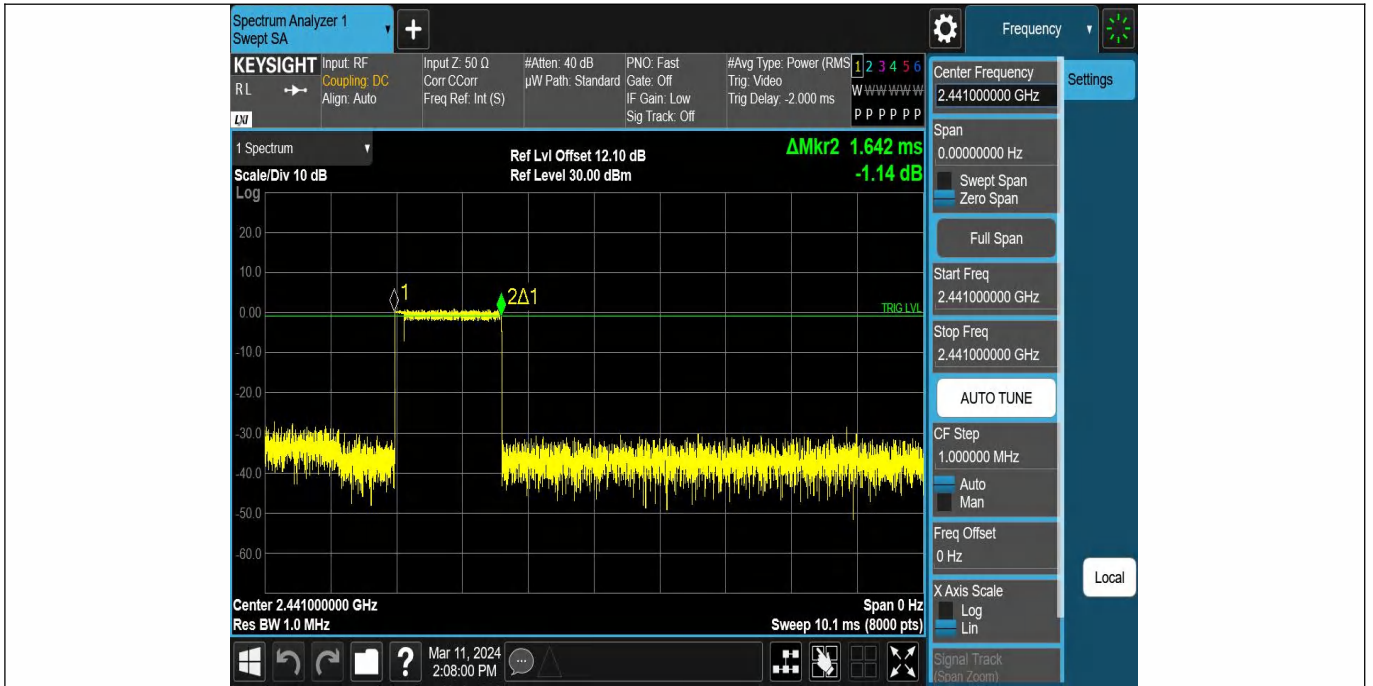 Spectrum Analyzer 1
Swept SA
+
Frequency
KEYSIGHT
RL
LXI
Input: RF
Coupling: DC
Align: Auto
Input Z: 50 Ω
Corr CCorr
Freq Ref: Int (S)
#Atten: 40 dB
µW Path: Standard
PNO: Fast
Gate: Off
IF Gain: Low
Sig Track: Off
#Avg Type: Power (RMS
Trig: Video
Trig Delay: -2.000 ms
1 2 3 4 5 6
W W W W W W
P P P P P P
1 Spectrum
Scale/Div 10 dB
Log
Ref Lvl Offset 12.10 dB
Ref Level 30.00 dBm
ΔMkr2 1.642 ms
-1.14 dB
20.0
10.0
0.00
-10.0
-20.0
-30.0
-40.0
-50.0
-60.0
1
2Δ1
TRIG LVL
Center 2.441000000 GHz
Res BW 1.0 MHz
Span 0 Hz
Sweep 10.1 ms (8000 pts)
Center Frequency
2.441000000 GHz
Settings
Span
0.00000000 Hz
Swept Span
Zero Span
Full Span
Start Freq
2.441000000 GHz
Stop Freq
2.441000000 GHz
AUTO TUNE
CF Step
1.000000 MHz
Auto
Man
Freq Offset
0 Hz
X Axis Scale
Log
Lin
Signal Track
(Span Zoom)
Local
?
Mar 11, 2024
2:08:00 PM